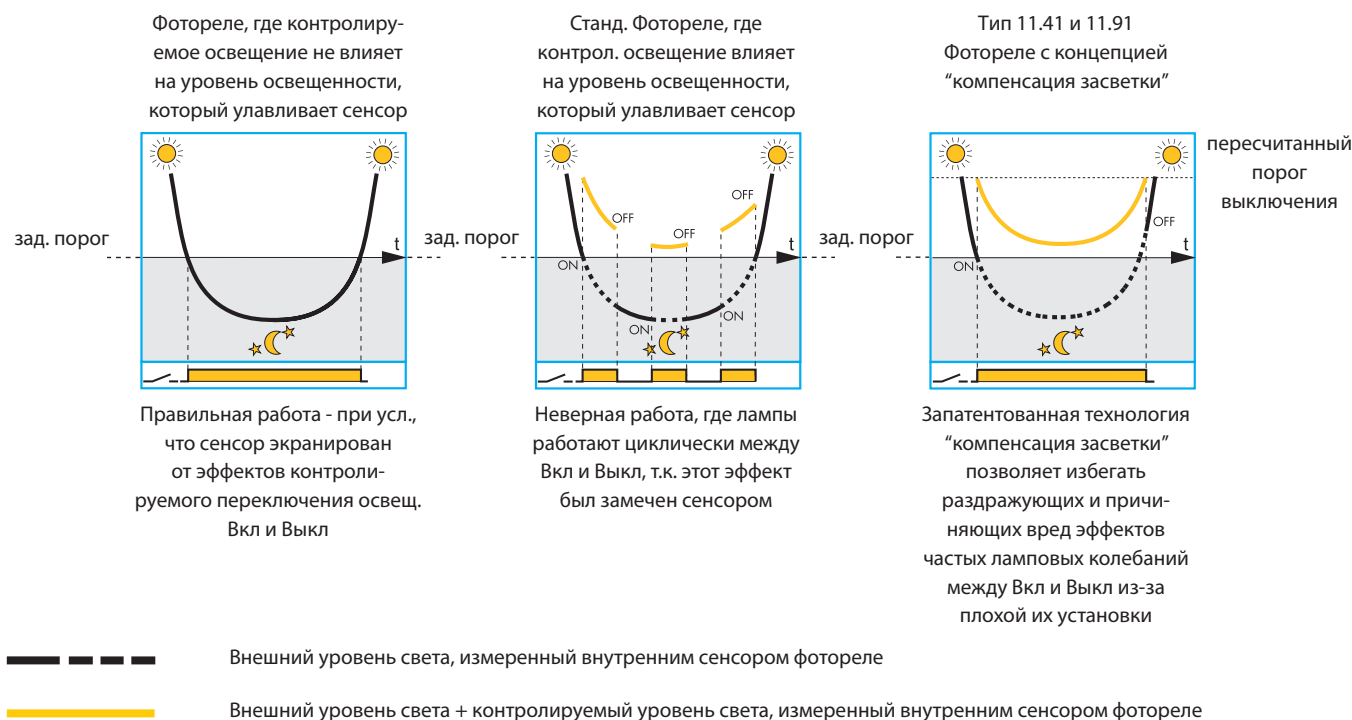 Фотореле, где контролиру-
емое освещение не влияет
на уровень освещенности,
который улавливает сенсор
Станд. Фотореле, где
контрол. освещение влияет
на уровень освещенности,
который улавливает сенсор
Тип 11.41 и 11.91
Фотореле с концепцией
“компенсация засветки”
зад. порог
t
зад. порог
ON
OFF
ON
OFF
ON
OFF
t
зад. порог
ON
OFF
t
пересчитанный
порог
выключения
Правильная работа - при усл.,
что сенсор экранирован
от эффектов контроли-
руемого переключения освещ.
Вкл и Выкл
Неверная работа, где лампы
работают циклически между
Вкл и Выкл, т.к. этот эффект
был замечен сенсором
Запатентованная технология
“компенсация засветки”
позволяет избегать
раздражующих и причи-
няющих вред эффектов
частых ламповых колебаний
между Вкл и Выкл из-за
плохой их установки
Внешний уровень света, измеренный внутренним сенсором фотореле
Внешний уровень света + контролируемый уровень света, измеренный внутренним сенсором фотореле